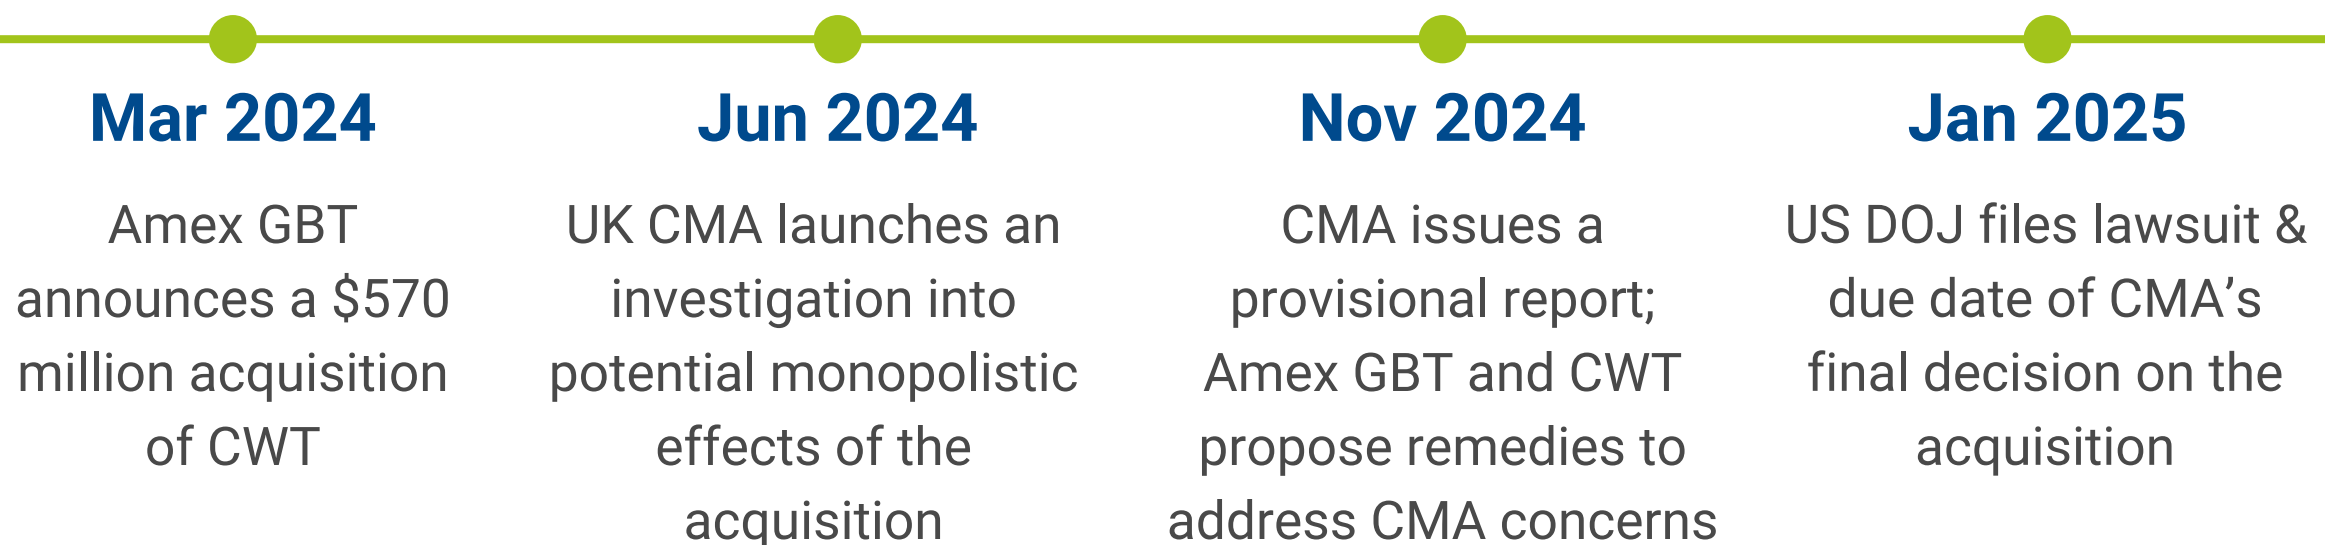 Mar 2024
Amex GBT
announces a $570
million acquisition
of CWT
Jun 2024
UK CMA launches an
investigation into
potential monopolistic
effects of the
acquisition
Nov 2024
CMA issues a
provisional report;
Amex GBT and CWT
propose remedies to
address CMA concerns
Jan 2025
US DOJ files lawsuit &
due date of CMA’s
final decision on the
acquisition